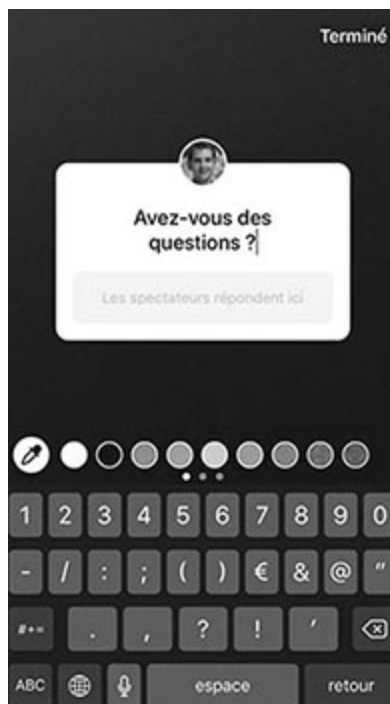 Terminé
Avez-vous des
questions ?
Les spectateurs répondent ici
1 2 3 4 5 6 7 8 9 0
- / : ; ( ) € & @ "
#+= . , ? ! '
ABC espace retour